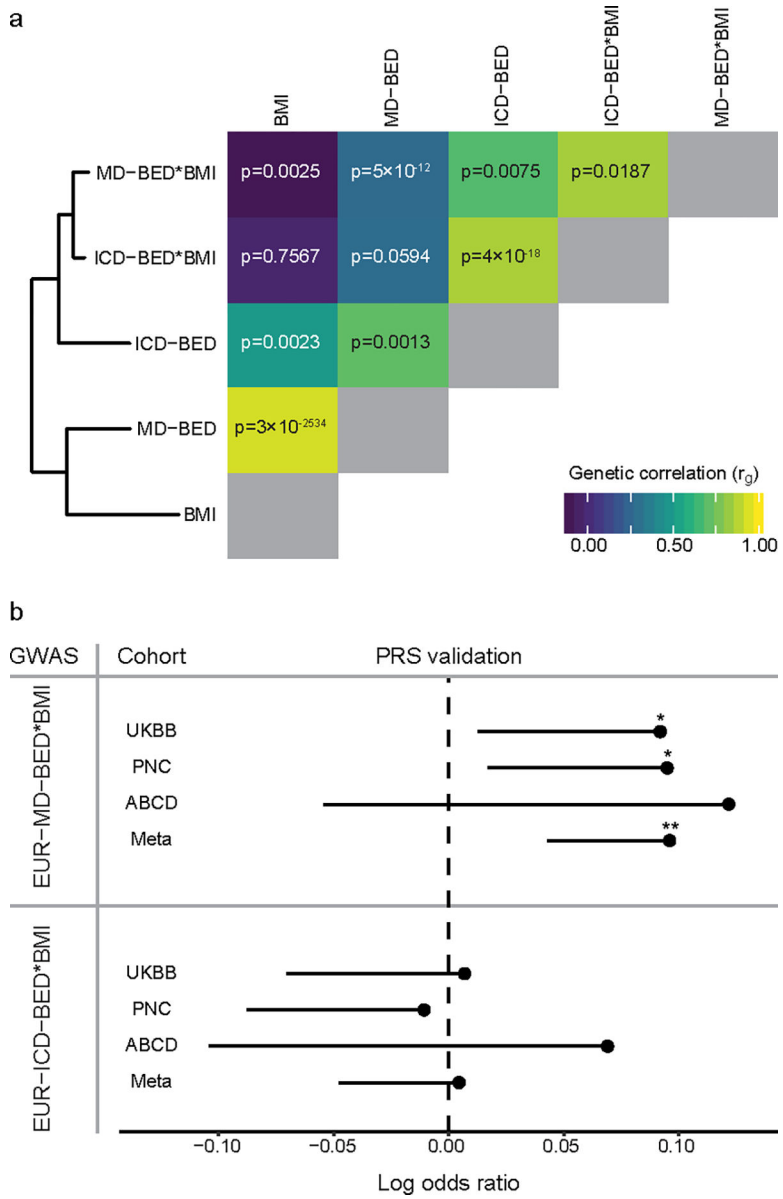 a
BMI
MD−BED
ICD−BED
ICD−BED*BMI
MD−BED*BMI
MD−BED*BMI p=0.0025 p=5×10⁻¹² p=0.0075 p=0.0187
ICD−BED*BMI p=0.7567 p=0.0594 p=4×10⁻¹⁸
ICD−BED p=0.0023 p=0.0013
MD−BED p=3×10⁻²⁵³⁴
BMI
Genetic correlation (rg)
0.00 0.50 1.00
b
GWAS Cohort PRS validation
EUR−MD−BED*BMI
UKBB *
PNC *
ABCD
Meta **
EUR−ICD−BED*BMI
UKBB
PNC
ABCD
Meta
−0.10 −0.05 0.00 0.05 0.10
Log odds ratio